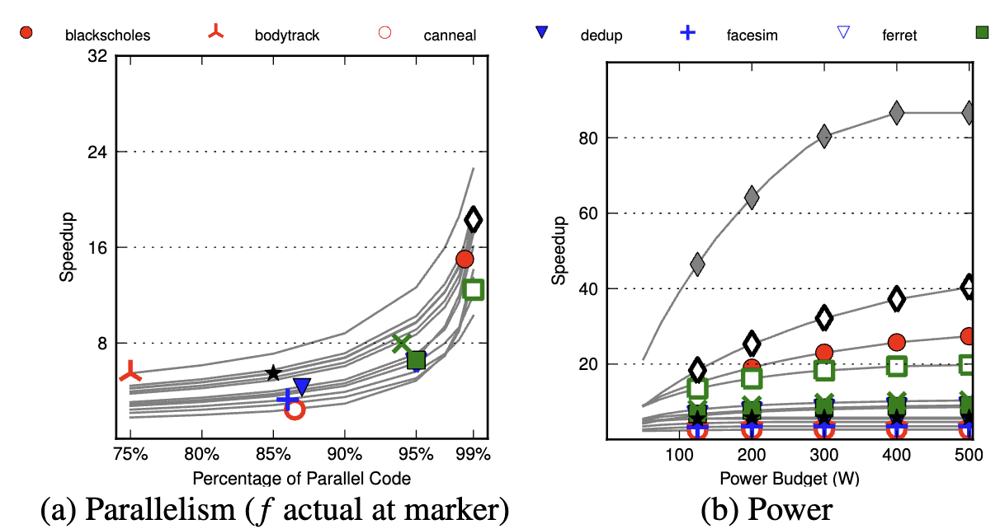 blackscholes bodytrack canneal dedup facesim ferret
32
24
16
8
Speedup
75% 80% 85% 90% 95% 99%
Percentage of Parallel Code
(a) Parallelism (f actual at marker)
80
60
40
20
Speedup
100 200 300 400 500
Power Budget (W)
(b) Power